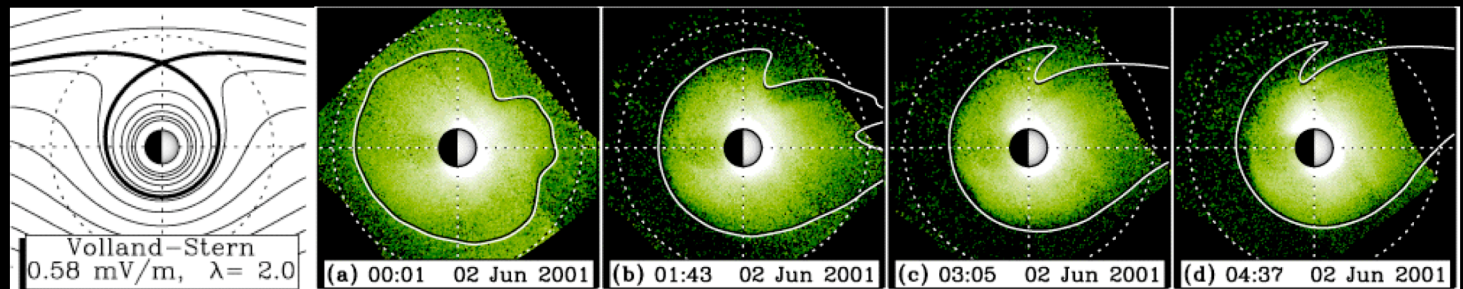 Volland-Stern
0.58 mV/m, λ= 2.0
(a) 00:01 02 Jun 2001
(b) 01:43 02 Jun 2001
(c) 03:05 02 Jun 2001
(d) 04:37 02 Jun 2001